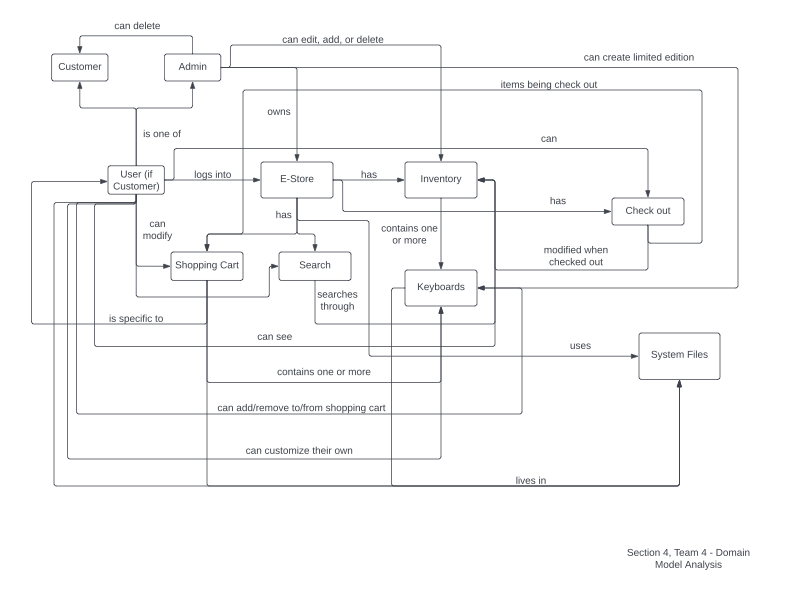 can delete
can edit, add, or delete
can create limited edition
Customer
Admin
items being check out
owns
is one of
can
User (if
Customer)
logs into
E-Store
has
Inventory
has
Check out
has
can
modify
contains one
or more
modified when
checked out
Shopping Cart
Search
Keyboards
searches
through
is specific to
can see
uses
System Files
contains one or more
can add/remove to/from shopping cart
can customize their own
lives in
Section 4, Team 4 - Domain
Model Analysis